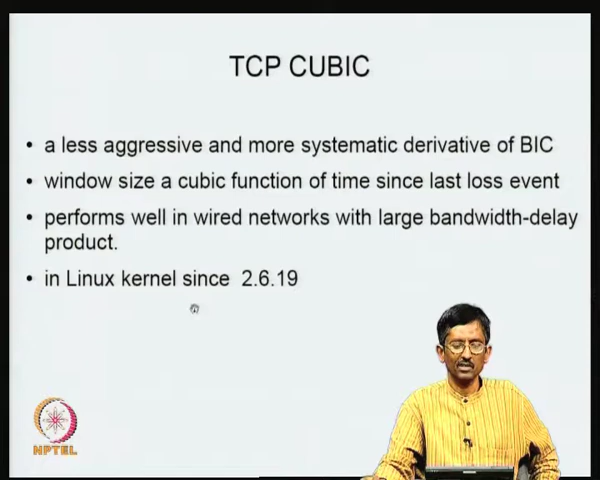 TCP CUBIC
• a less aggressive and more systematic derivative of BIC
• window size a cubic function of time since last loss event
• performs well in wired networks with large bandwidth-delay
product.
• in Linux kernel since 2.6.19
NPTEL